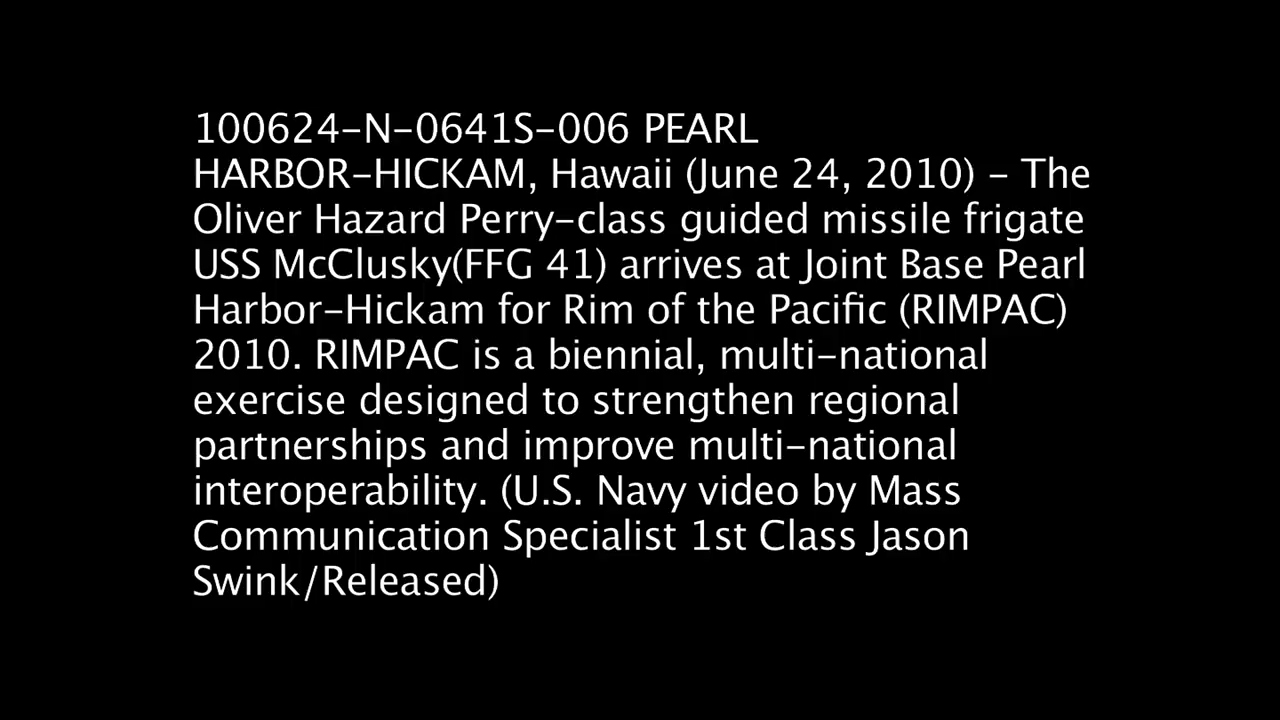 100624-N-0641S-006 PEARL
HARBOR-HICKAM, Hawaii (June 24, 2010) - The
Oliver Hazard Perry-class guided missile frigate
USS McClusky(FFG 41) arrives at Joint Base Pearl
Harbor-Hickam for Rim of the Pacific (RIMPAC)
2010. RIMPAC is a biennial, multi-national
exercise designed to strengthen regional
partnerships and improve multi-national
interoperability. (U.S. Navy video by Mass
Communication Specialist 1st Class Jason
Swink/Released)